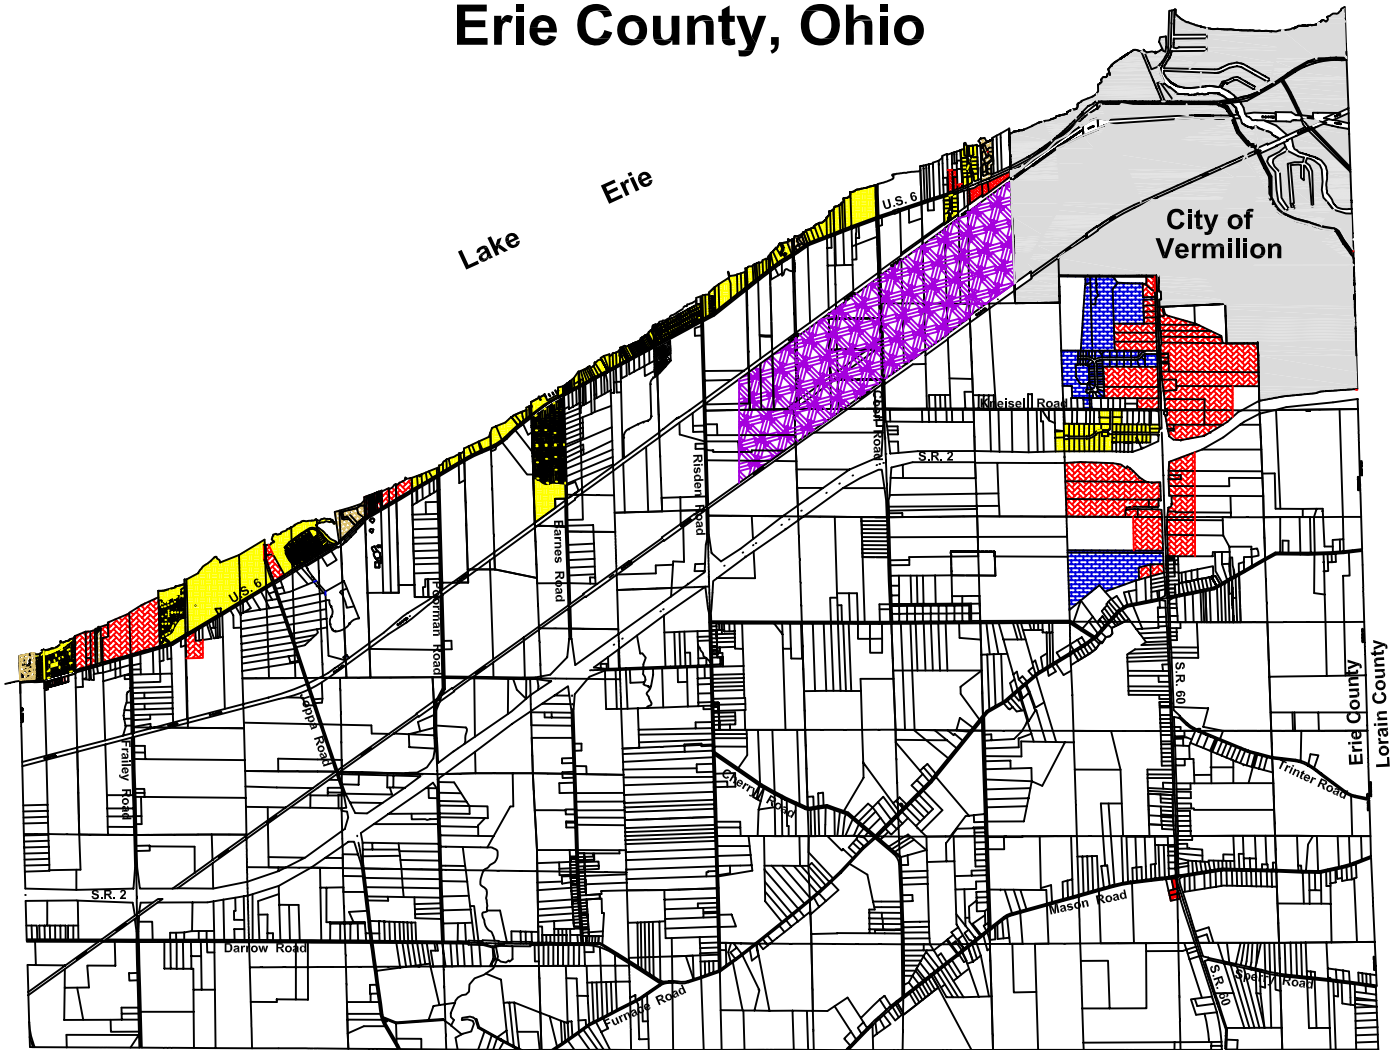 Erie County, Ohio
Lake Erie
City of
Vermilion
U.S. 6
Kneisel Road
S.R. 2
Risden Road
Barnes Road
U.S. 6
Poorman Road
Joppa Road
Frailey Road
S.R. 60
Erie County
Lorain County
Trinter Road
Cherry Road
S.R. 2
Mason Road
Darrow Road
Furnace Road
S.R. 60
Sperry Road